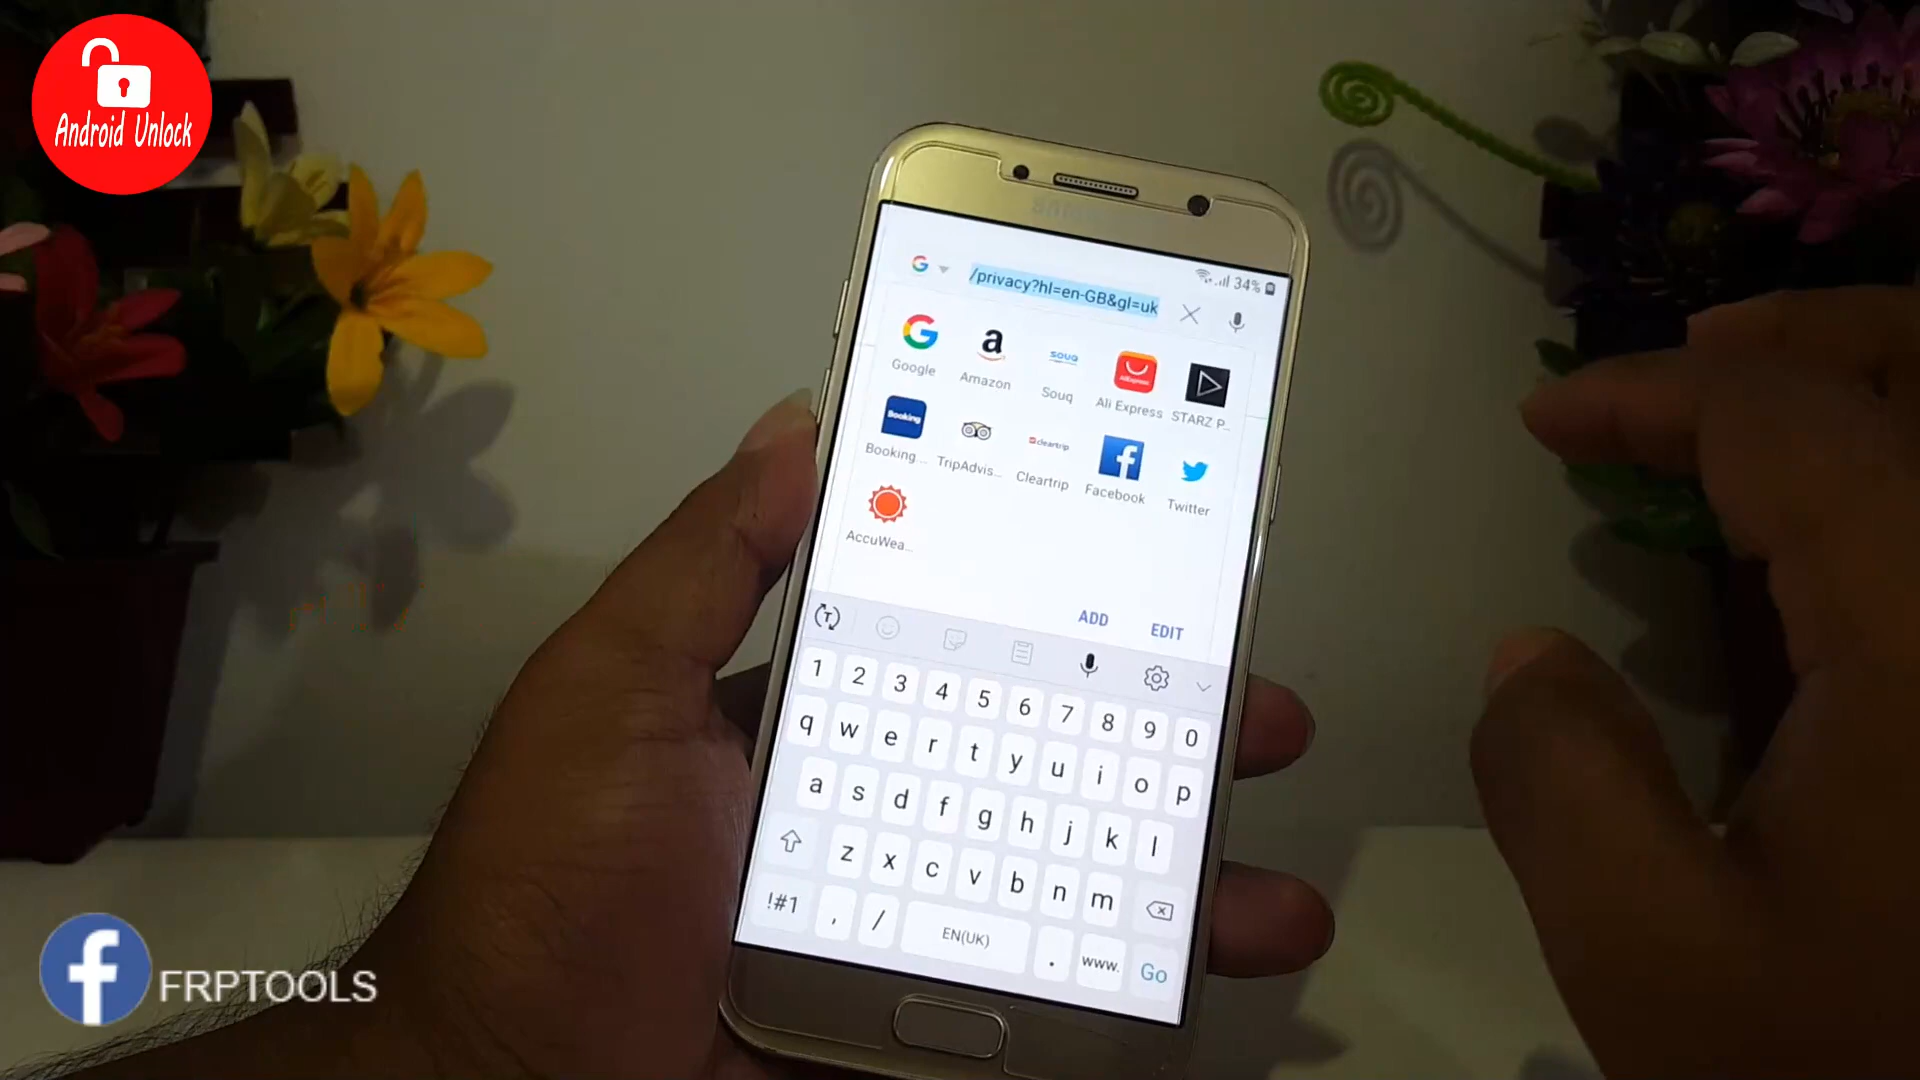 Android Unlock
SAMSUNG
34%
/privacy?hl=en-GB&gl=uk
Google
Amazon
souq
Souq
AliExpress
Ali Express
STARZ P...
Booking
Booking...
TripAdvis...
cleartrip
Cleartrip
Facebook
Twitter
AccuWea...
ADD
EDIT
1 2 3 4 5 6 7 8 9 0
q w e r t y u i o p
a s d f g h j k l
z x c v b n m
!#1 , / EN(UK) . www. Go
f FRPTOOLS